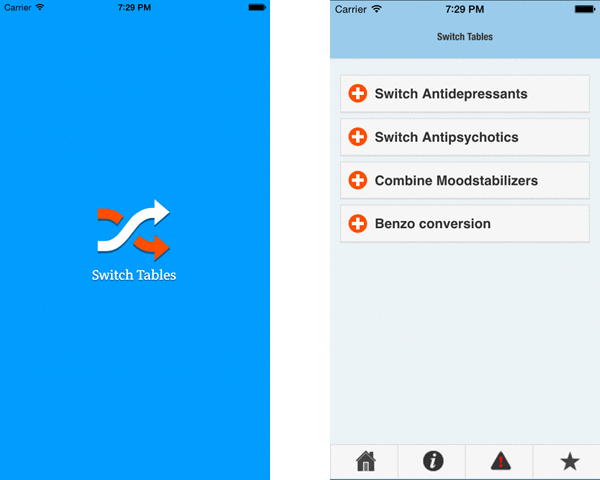 Carrier 7:29 PM
Switch Tables
Carrier 7:29 PM
Switch Tables
Switch Antidepressants
Switch Antipsychotics
Combine Moodstabilizers
Benzo conversion